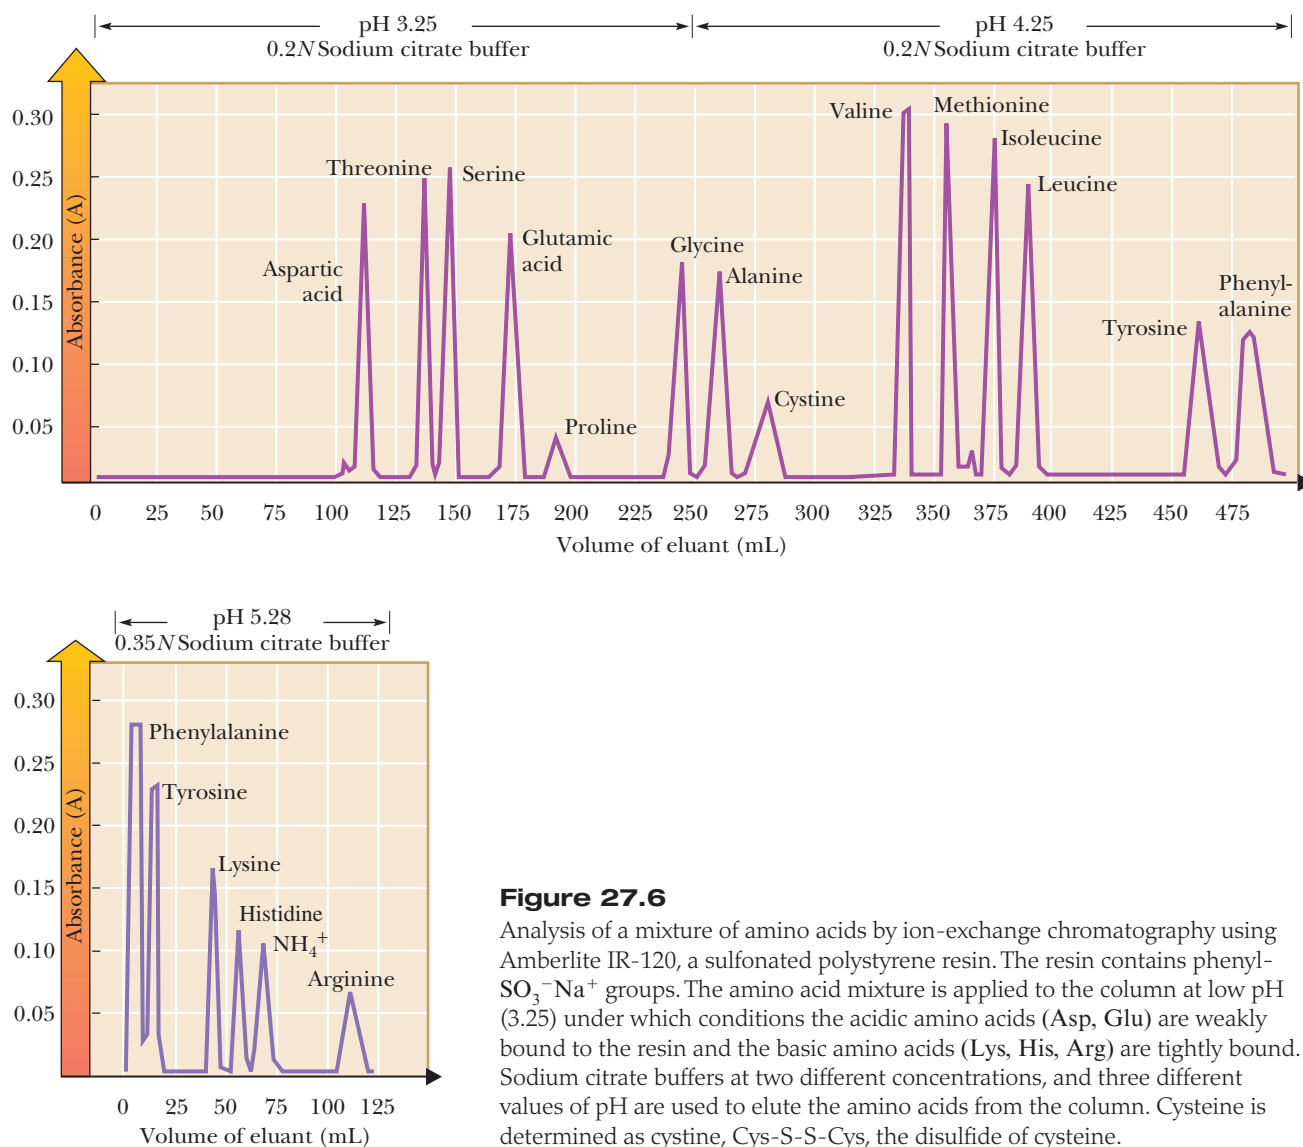 pH 3.25
0.2N Sodium citrate buffer
pH 4.25
0.2N Sodium citrate buffer
Absorbance (A)
0.30
0.25
0.20
0.15
0.10
0.05
Aspartic
acid
Threonine
Serine
Glutamic
acid
Proline
Glycine
Alanine
Cystine
Valine
Methionine
Isoleucine
Leucine
Tyrosine
Phenyl-
alanine
0 25 50 75 100 125 150 175 200 225 250 275 300 325 350 375 400 425 450 475
Volume of eluant (mL)
pH 5.28
0.35N Sodium citrate buffer
Absorbance (A)
0.30
0.25
0.20
0.15
0.10
0.05
Phenylalanine
Tyrosine
Lysine
Histidine
NH₄⁺
Arginine
0 25 50 75 100 125
Volume of eluant (mL)
Figure 27.6
Analysis of a mixture of amino acids by ion-exchange chromatography using
Amberlite IR-120, a sulfonated polystyrene resin. The resin contains phenyl-
SO₃⁻Na⁺ groups. The amino acid mixture is applied to the column at low pH
(3.25) under which conditions the acidic amino acids (Asp, Glu) are weakly
bound to the resin and the basic amino acids (Lys, His, Arg) are tightly bound.
Sodium citrate buffers at two different concentrations, and three different
values of pH are used to elute the amino acids from the column. Cysteine is
determined as cystine, Cys-S-S-Cys, the disulfide of cysteine.